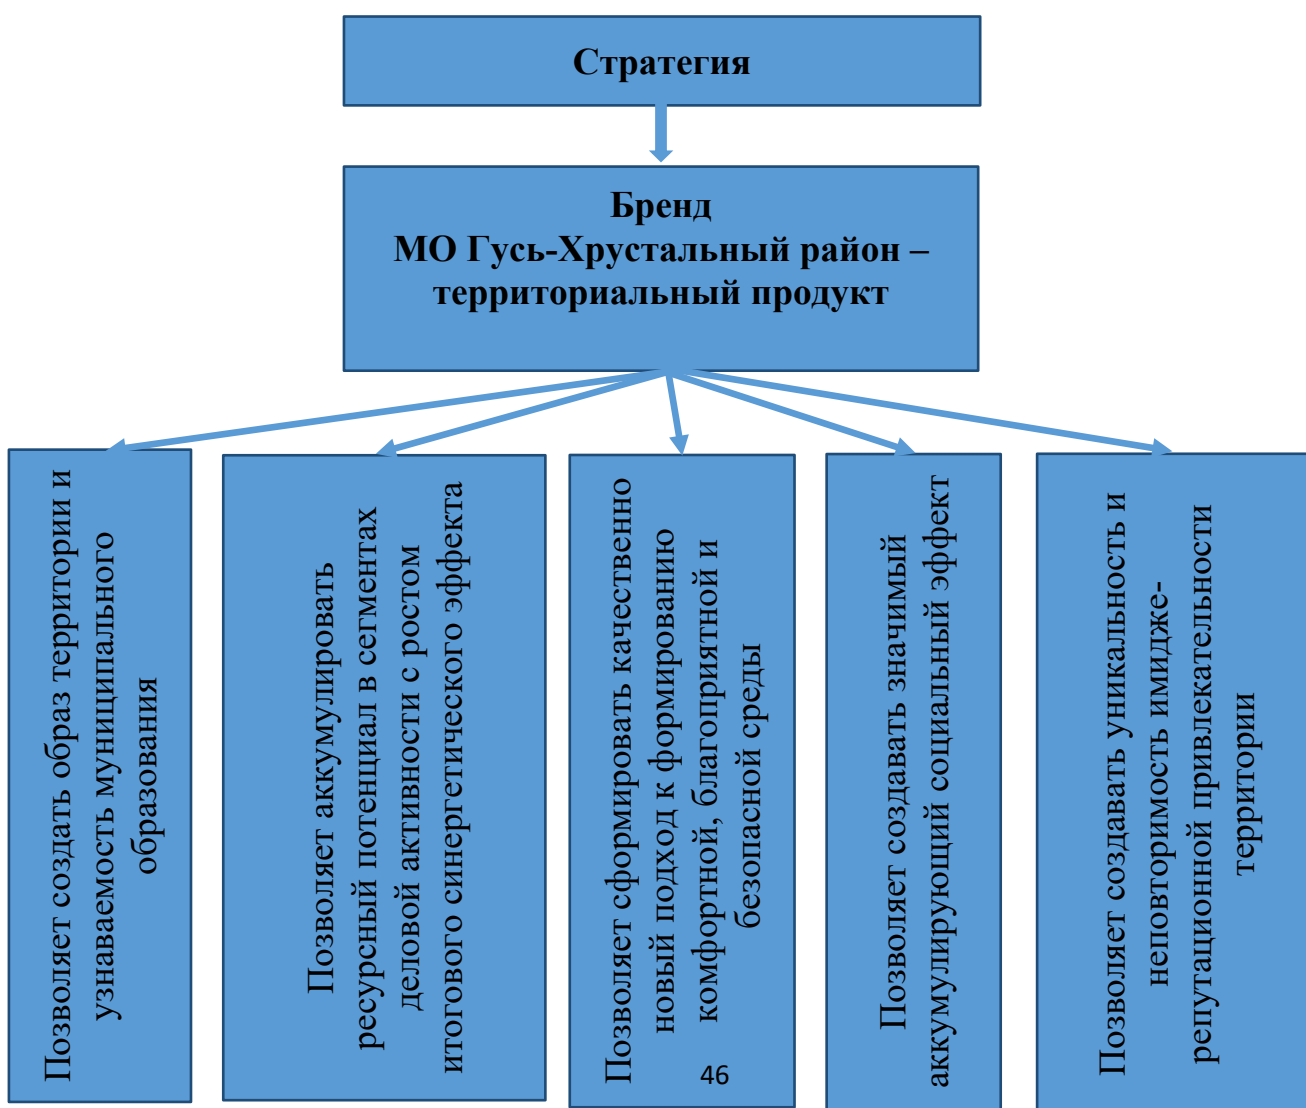 Стратегия
Бренд
МО Гусь-Хрустальный район –
территориальный продукт
Позволяет создать образ территории и
узнаваемость муниципального
образования
Позволяет аккумулировать
ресурсный потенциал в сегментах
деловой активности с ростом
итогового синергетического эффекта
Позволяет сформировать качественно
новый подход к формированию
комфортной, благоприятной и
безопасной среды
Позволяет создавать значимый
аккумулирующий социальный эффект
Позволяет создавать уникальность и
неповторимость имидже-
репутационной привлекательности
территории
46